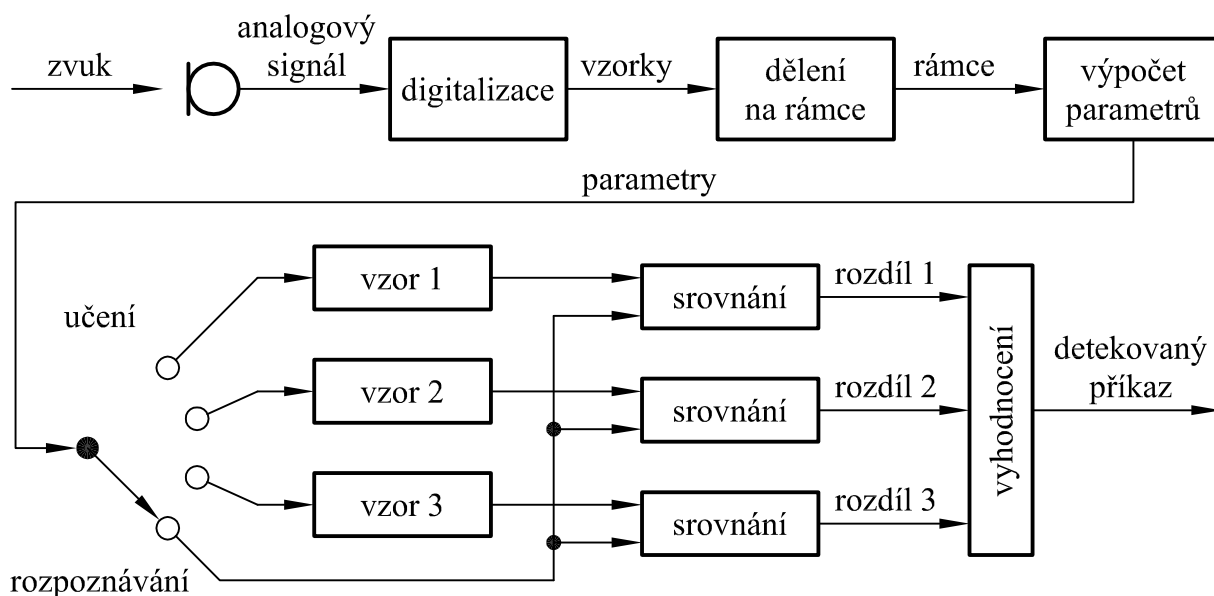 zvuk
analogový
signál
digitalizace
vzorky
dělení
na rámce
rámce
výpočet
parametrů
parametry
učení
rozpoznávání
vzor 1
vzor 2
vzor 3
srovnání
srovnání
srovnání
rozdíl 1
rozdíl 2
rozdíl 3
vyhodnocení
detekovaný
příkaz